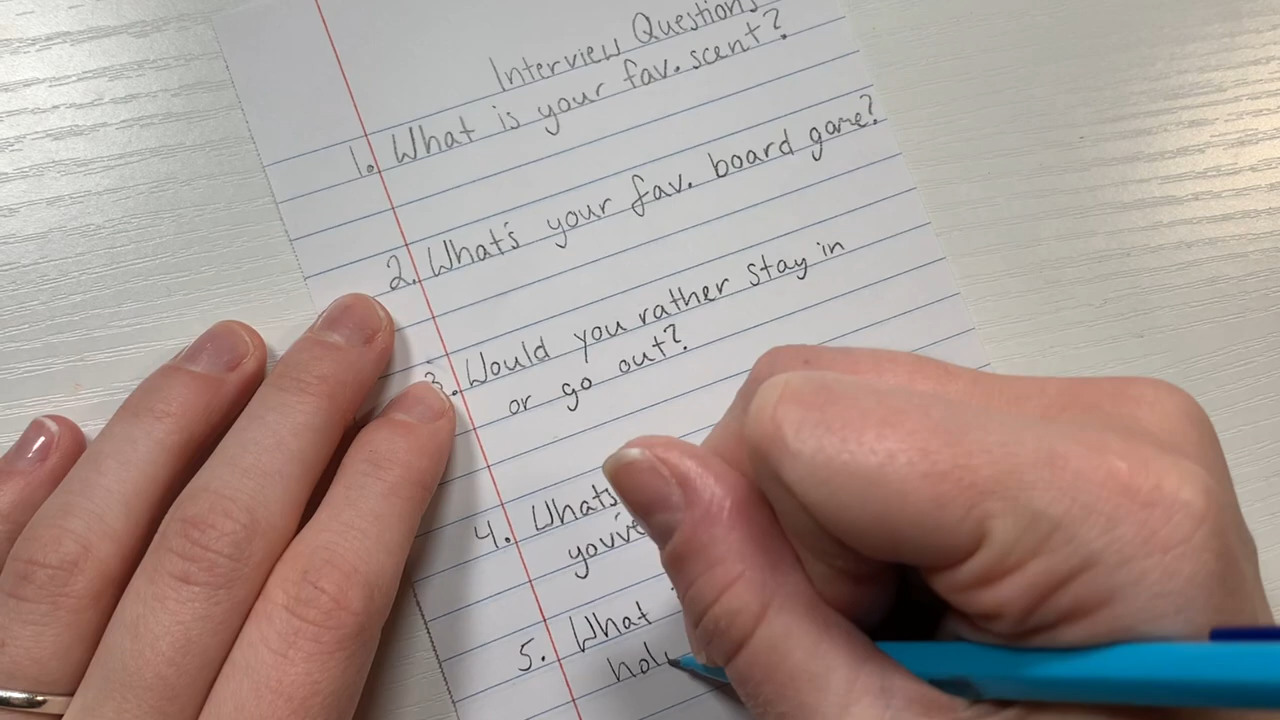 Interview Questions
1. What is your fav. scent?
2. What's your fav. board game?
3. Would you rather stay in
or go out?
4. What's
you've
5. What